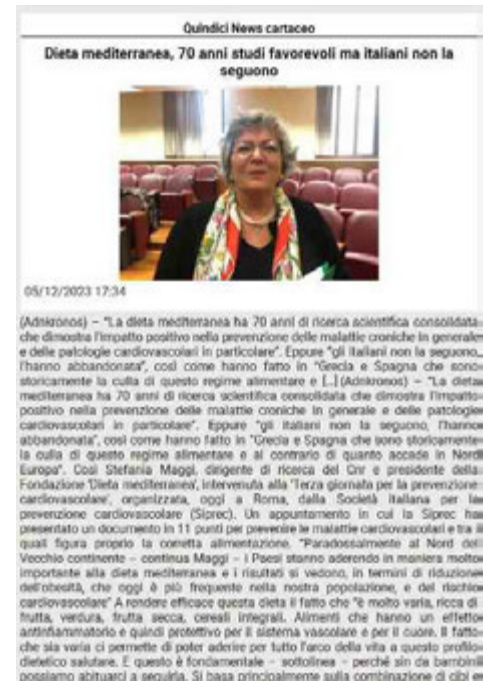 Quindici News cartaceo
Dieta mediterranea, 70 anni studi favorevoli ma italiani non la
seguono
05/12/2023 17:34
(Adnkronos) – "La dieta mediterranea ha 70 anni di ricerca scientifica consolidata
che dimostra l'impatto positivo nella prevenzione delle malattie croniche in generale
e delle patologie cardiovascolari in particolare". Eppure "gli italiani non la seguono,
l'hanno abbandonata", così come hanno fatto in "Grecia e Spagna che sono
storicamente la culla di questo regime alimentare e [...] (Adnkronos) – "La dieta
mediterranea ha 70 anni di ricerca scientifica consolidata che dimostra l'impatto
positivo nella prevenzione delle malattie croniche in generale e delle patologie
cardiovascolari in particolare". Eppure "gli italiani non la seguono, l'hanno
abbandonata", così come hanno fatto in "Grecia e Spagna che sono storicamente
la culla di questo regime alimentare e al contrario di quanto accade in Nord
Europa". Così Stefania Maggi, dirigente di ricerca del Cnr e presidente della
Fondazione 'Dieta mediterranea', intervenuta alla 'Terza giornata per la prevenzione
cardiovascolare', organizzata, oggi a Roma, dalla Società italiana per la
prevenzione cardiovascolare (Siprec). Un appuntamento in cui la Siprec ha
presentato un documento in 11 punti per prevenire le malattie cardiovascolari e tra i
quali figura proprio la corretta alimentazione. "Paradossalmente al Nord del
Vecchio continente – continua Maggi – i Paesi stanno aderendo in maniera molto
importante alla dieta mediterranea e i risultati si vedono, in termini di riduzione
dell'obesità, che oggi è più frequente nella nostra popolazione, e del rischio
cardiovascolare" A rendere efficace questa dieta il fatto che "è molto varia, ricca di
frutta, verdura, frutta secca, cereali integrali. Alimenti che hanno un effetto
antinfiammatorio e quindi protettivo per il sistema vascolare e per il cuore. Il fatto
che sia varia ci permette di poter aderire per tutto l'arco della vita a questo profilo
dietetico salutare. E questo è fondamentale – sottolinea – perché sin da bambini
possiamo abituarci a seguirla. Si basa principalmente sulla combinazione di cibi e